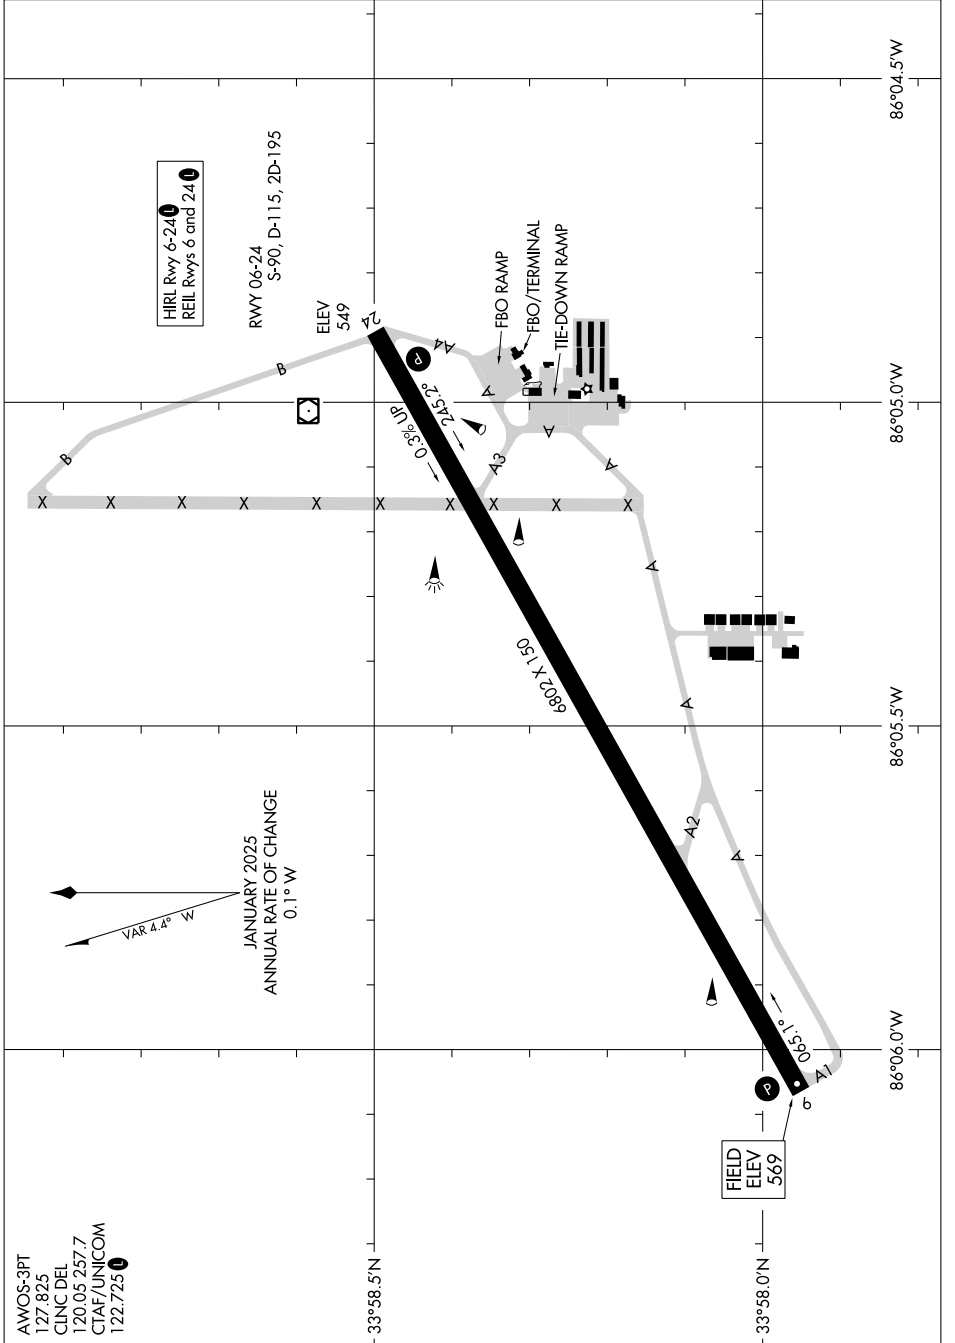 AWOS-3PT
127.825
CLNC DEL
120.05 257.7
CTAF/UNICOM
122.725 L
JANUARY 2025
ANNUAL RATE OF CHANGE
0.1° W
VAR 4.4° W
HIRL Rwy 6-24 L
REIL Rwys 6 and 24 L
RWY 06-24
S-90, D-115, 2D-195
ELEV
549
24
P
A4
245.2°
0.3% UP
FBO RAMP
FBO/TERMINAL
TIE-DOWN RAMP
B
B
A
A
A
A3
X
X
X
X
X
X
X
X
X
X
A
6802 X 150
A
A2
A
065.1°
A1
6
P
FIELD
ELEV
569
33°58.5'N
33°58.0'N
86°06.0'W
86°05.5'W
86°05.0'W
86°04.5'W